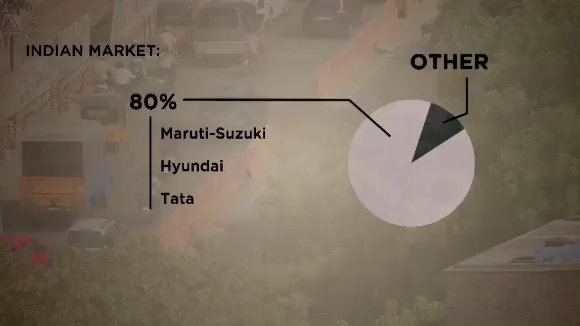 INDIAN MARKET:
OTHER
80%
Maruti-Suzuki
Hyundai
Tata